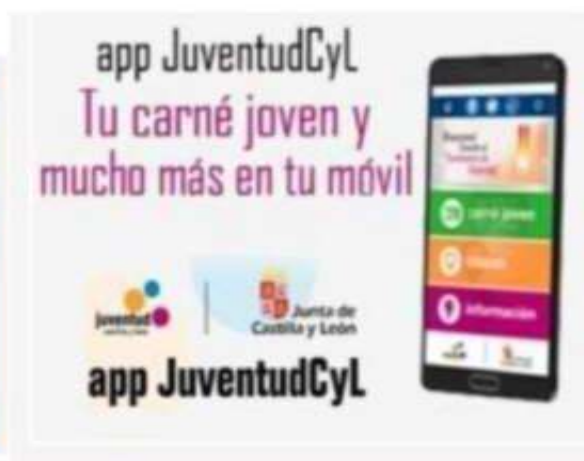 app JuventudCyL
Tu carné joven y
mucho más en tu móvil
carné joven
información
juventud
Junta de
Castilla y León
app JuventudCyL